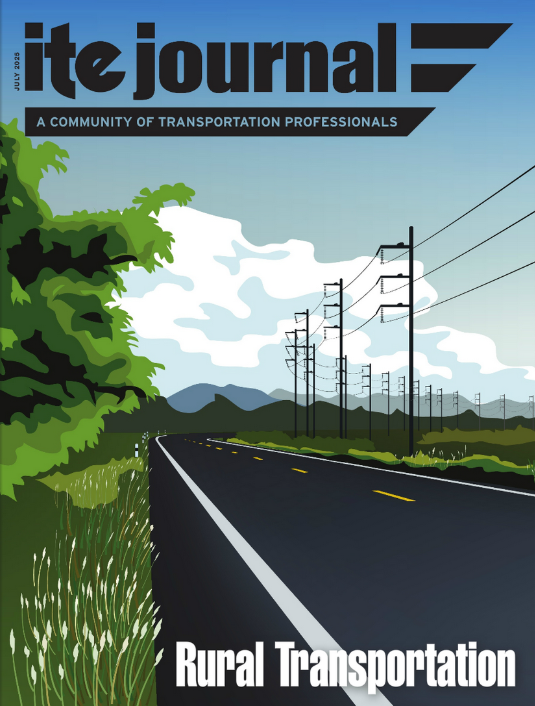 JULY 2025
ite journal
A COMMUNITY OF TRANSPORTATION PROFESSIONALS
Rural Transportation